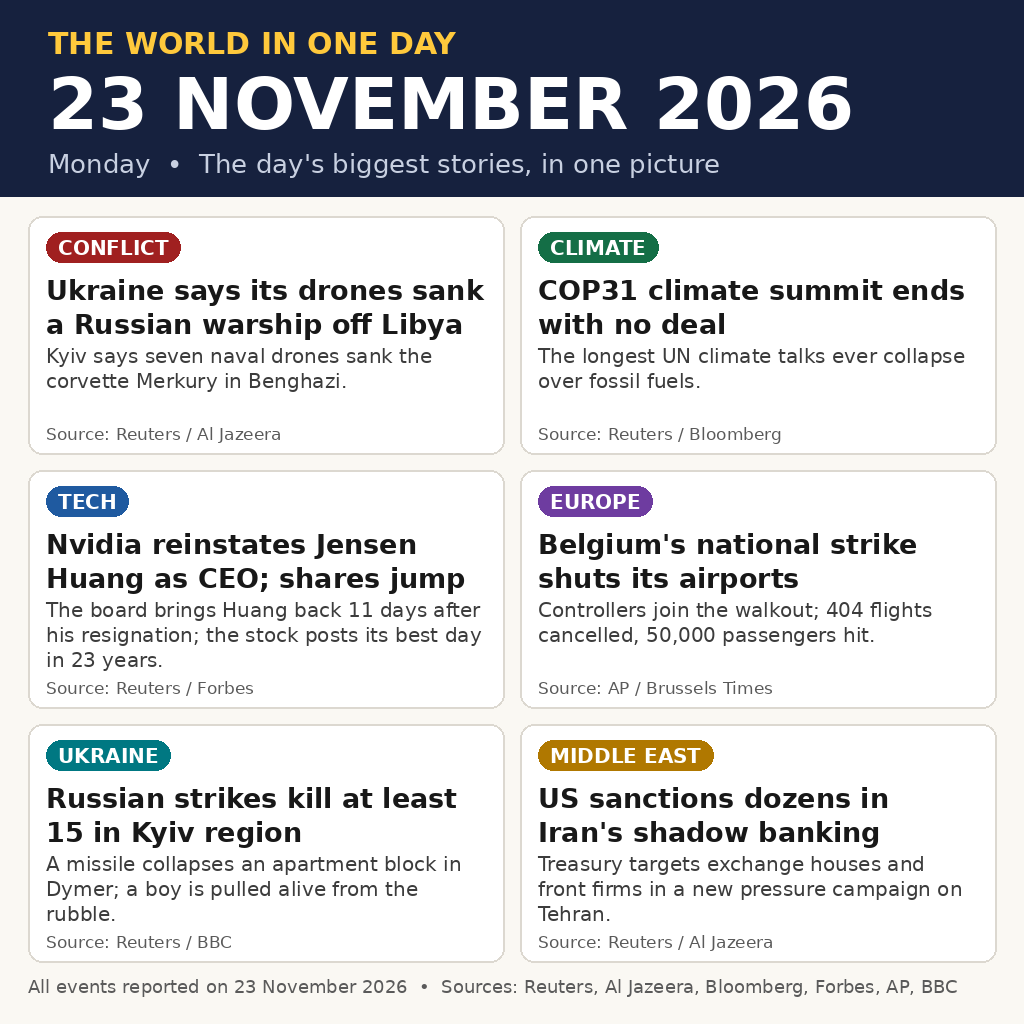 THE WORLD IN ONE DAY
23 NOVEMBER 2026
Monday • The day's biggest stories, in one picture
CONFLICT
Ukraine says its drones sank
a Russian warship off Libya
Kyiv says seven naval drones sank the
corvette Merkury in Benghazi.
Source: Reuters / Al Jazeera
CLIMATE
COP31 climate summit ends
with no deal
The longest UN climate talks ever collapse
over fossil fuels.
Source: Reuters / Bloomberg
TECH
Nvidia reinstates Jensen
Huang as CEO; shares jump
The board brings Huang back 11 days after
his resignation; the stock posts its best day
in 23 years.
Source: Reuters / Forbes
EUROPE
Belgium's national strike
shuts its airports
Controllers join the walkout; 404 flights
cancelled, 50,000 passengers hit.
Source: AP / Brussels Times
UKRAINE
Russian strikes kill at least
15 in Kyiv region
A missile collapses an apartment block in
Dymer; a boy is pulled alive from the
rubble.
Source: Reuters / BBC
MIDDLE EAST
US sanctions dozens in
Iran's shadow banking
Treasury targets exchange houses and
front firms in a new pressure campaign on
Tehran.
Source: Reuters / Al Jazeera
All events reported on 23 November 2026 • Sources: Reuters, Al Jazeera, Bloomberg, Forbes, AP, BBC